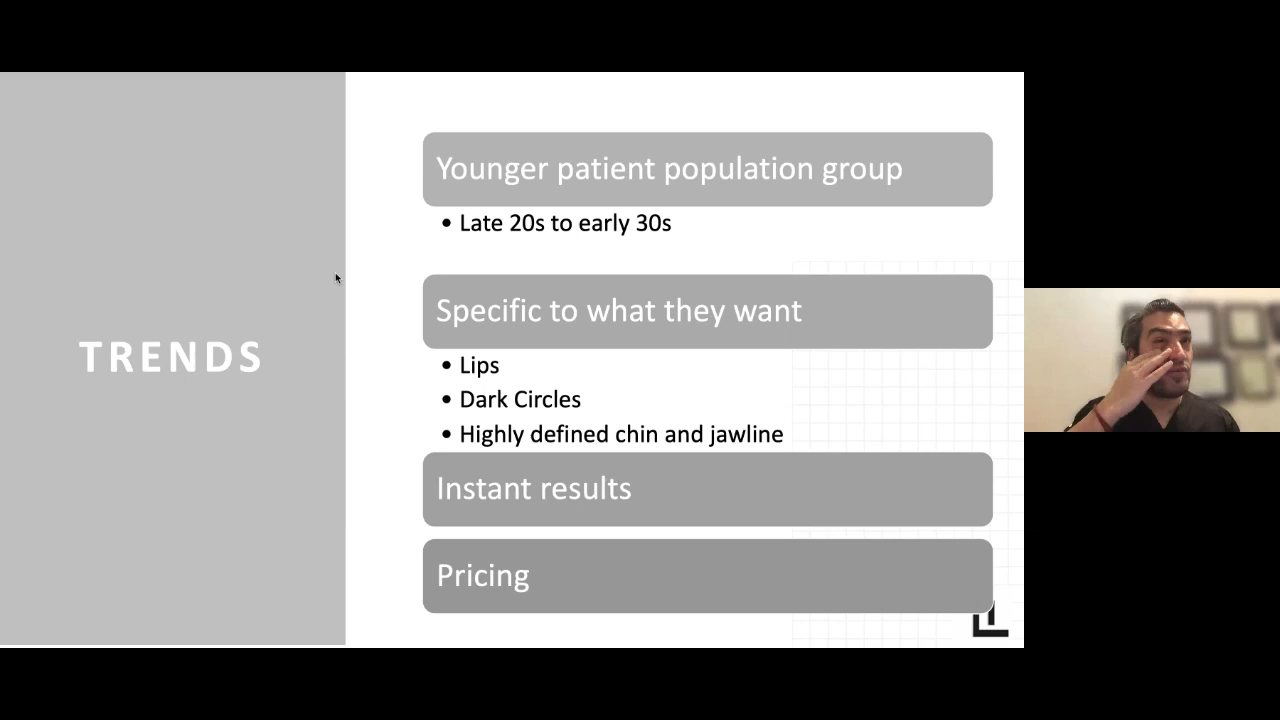 TRENDS
Younger patient population group
• Late 20s to early 30s
Specific to what they want
• Lips
• Dark Circles
• Highly defined chin and jawline
Instant results
Pricing